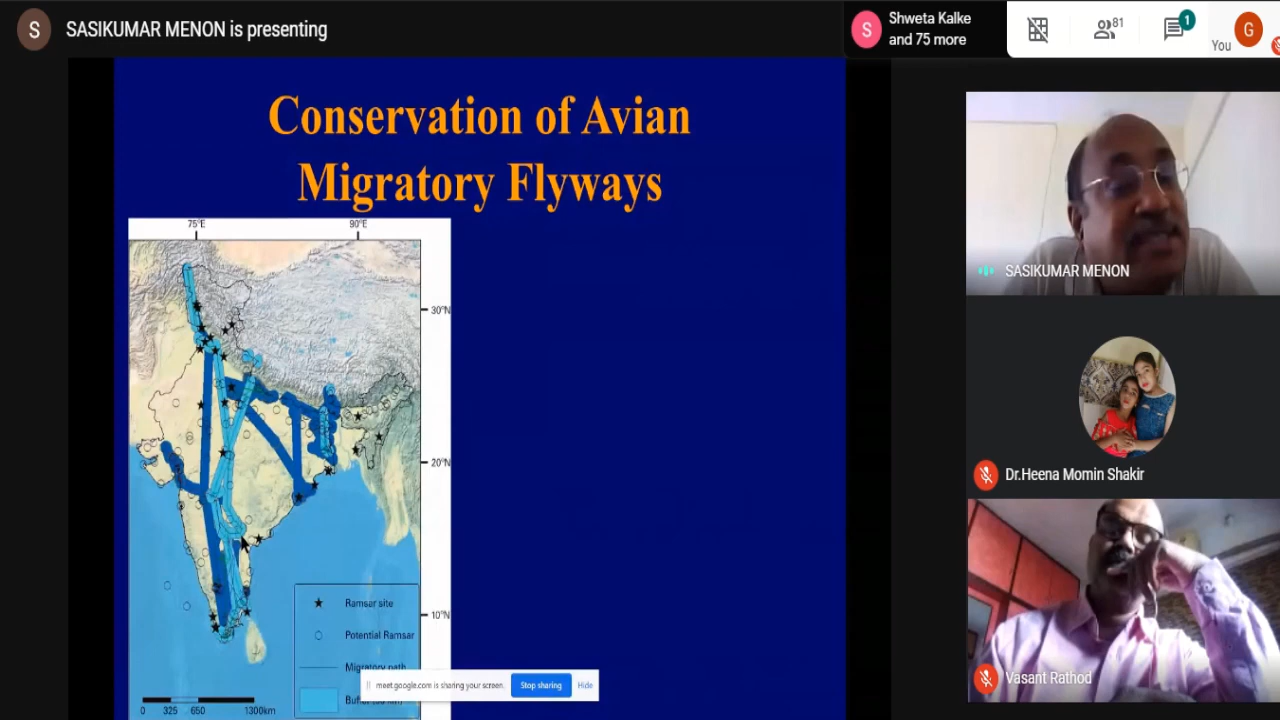 S
SASIKUMAR MENON is presenting
S
Shweta Kalke
and 75 more
81
1
You
G
Conservation of Avian
Migratory Flyways
75°E
90°E
30°N
20°N
10°N
Ramsar site
Potential Ramsar
Migratory path
meet.google.com is sharing your screen.
Stop sharing
Hide
0
325
650
1300km
SASIKUMAR MENON
Dr.Heena Momin Shakir
Vasant Rathod